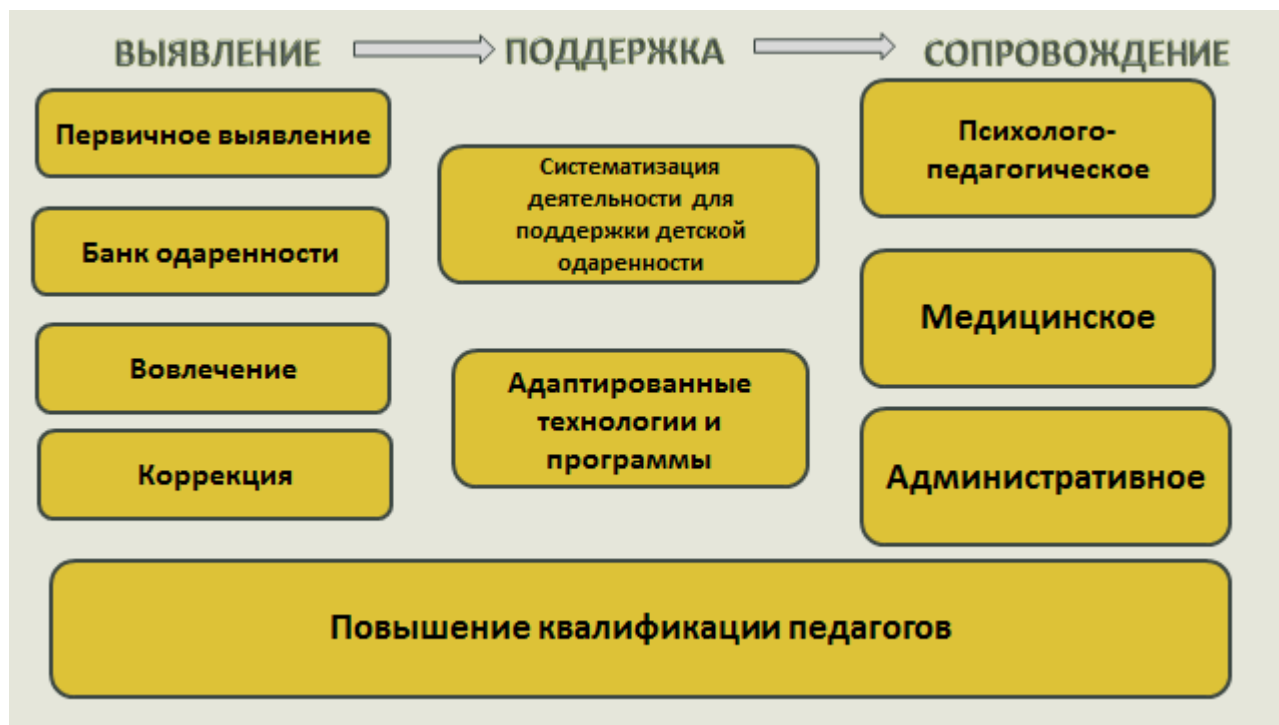 ВЫЯВЛЕНИЕ
ПОДДЕРЖКА
СОПРОВОЖДЕНИЕ
Первичное выявление
Банк одаренности
Вовлечение
Коррекция
Систематизация
деятельности для
поддержки детской
одаренности
Адаптированные
технологии и
программы
Психолого-
педагогическое
Медицинское
Административное
Повышение квалификации педагогов